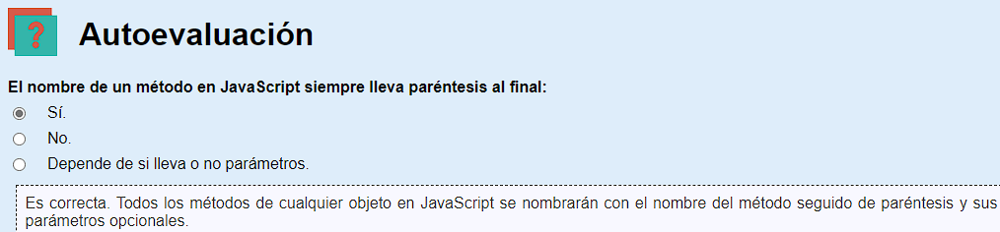 ?
Autoevaluación
El nombre de un método en JavaScript siempre lleva paréntesis al final:
Sí.
No.
Depende de si lleva o no parámetros.
Es correcta. Todos los métodos de cualquier objeto en JavaScript se nombrarán con el nombre del método seguido de paréntesis y sus
parámetros opcionales.